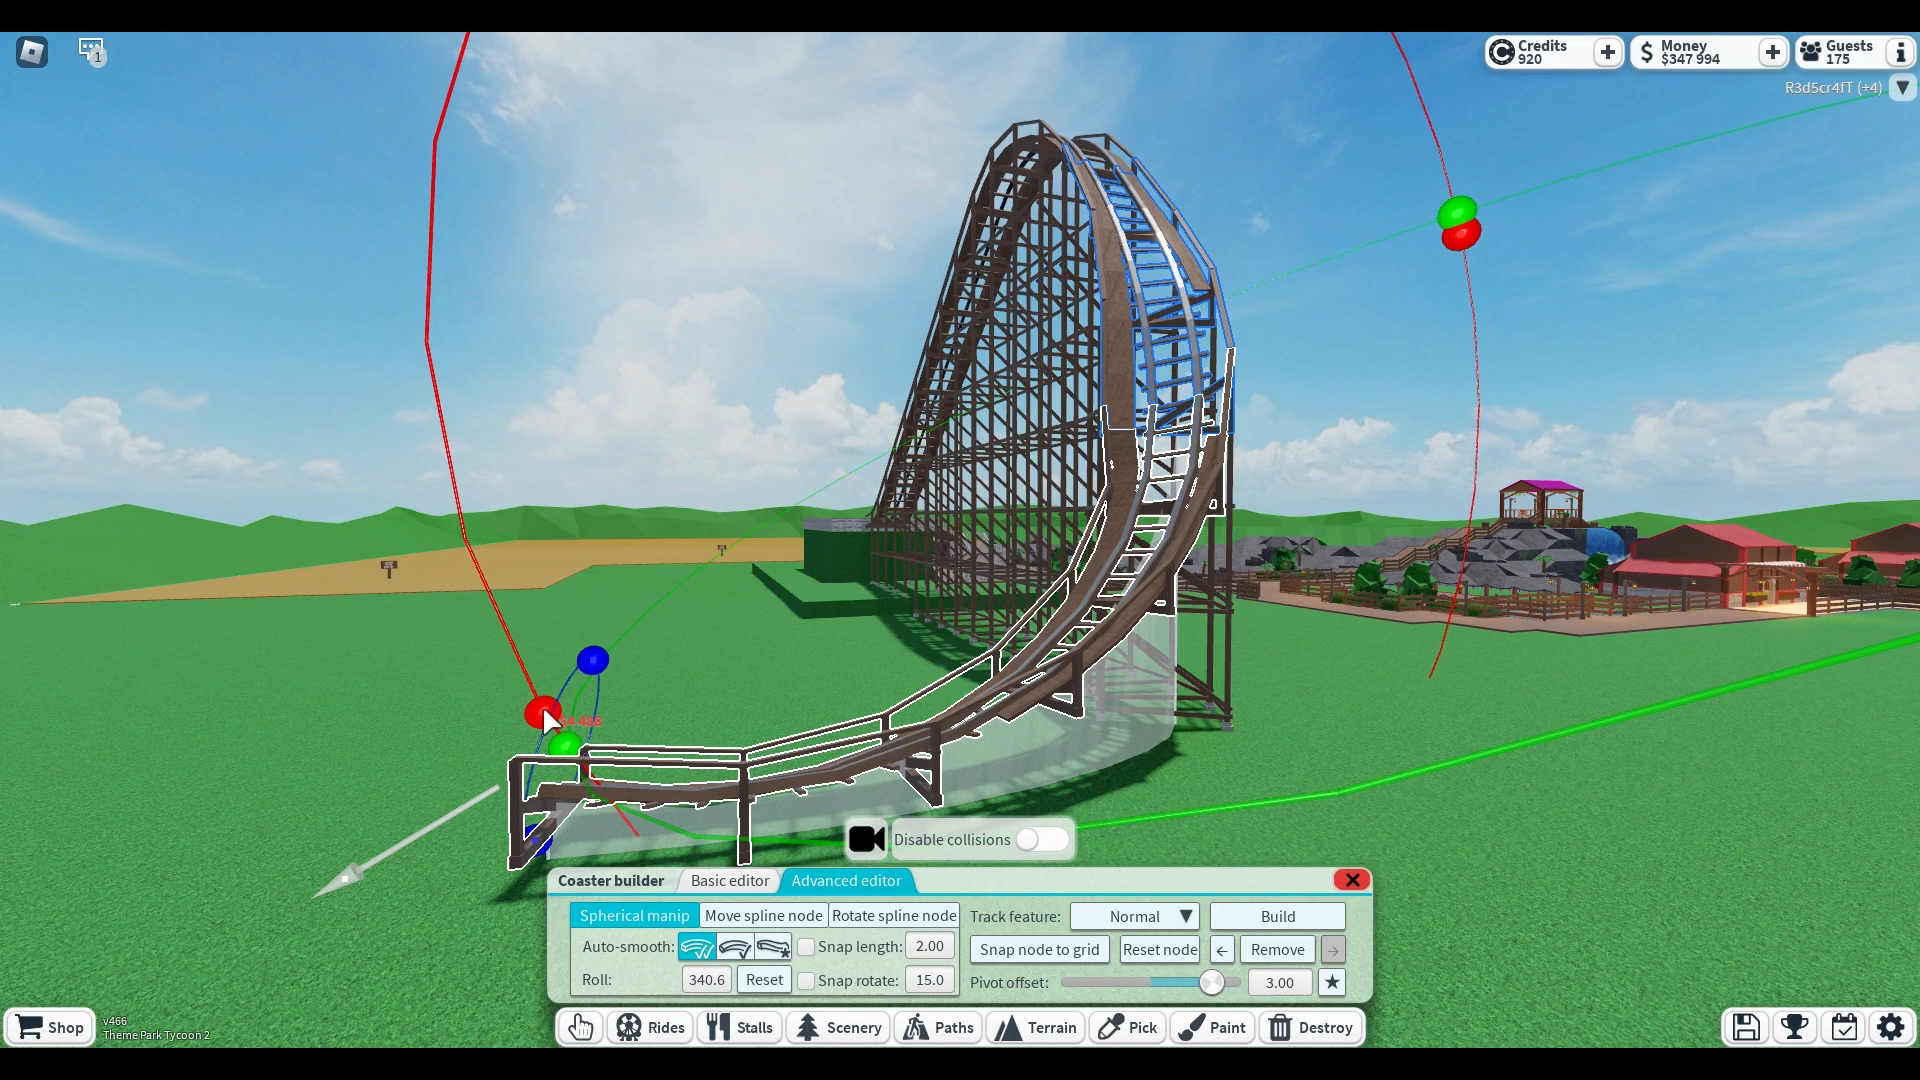 1
Credits
920
Money
$347 994
Guests
175
R3d5cr4fT (+4)
$4 488
Disable collisions
Coaster builder Basic editor Advanced editor
Spherical manip Move spline node Rotate spline node Track feature: Normal Build
Auto-smooth: Snap length: 2.00 Snap node to grid Reset node Remove
Roll: 340.6 Reset Snap rotate: 15.0 Pivot offset: 3.00
Shop
v466
Theme Park Tycoon 2
Rides Stalls Scenery Paths Terrain Pick Paint Destroy